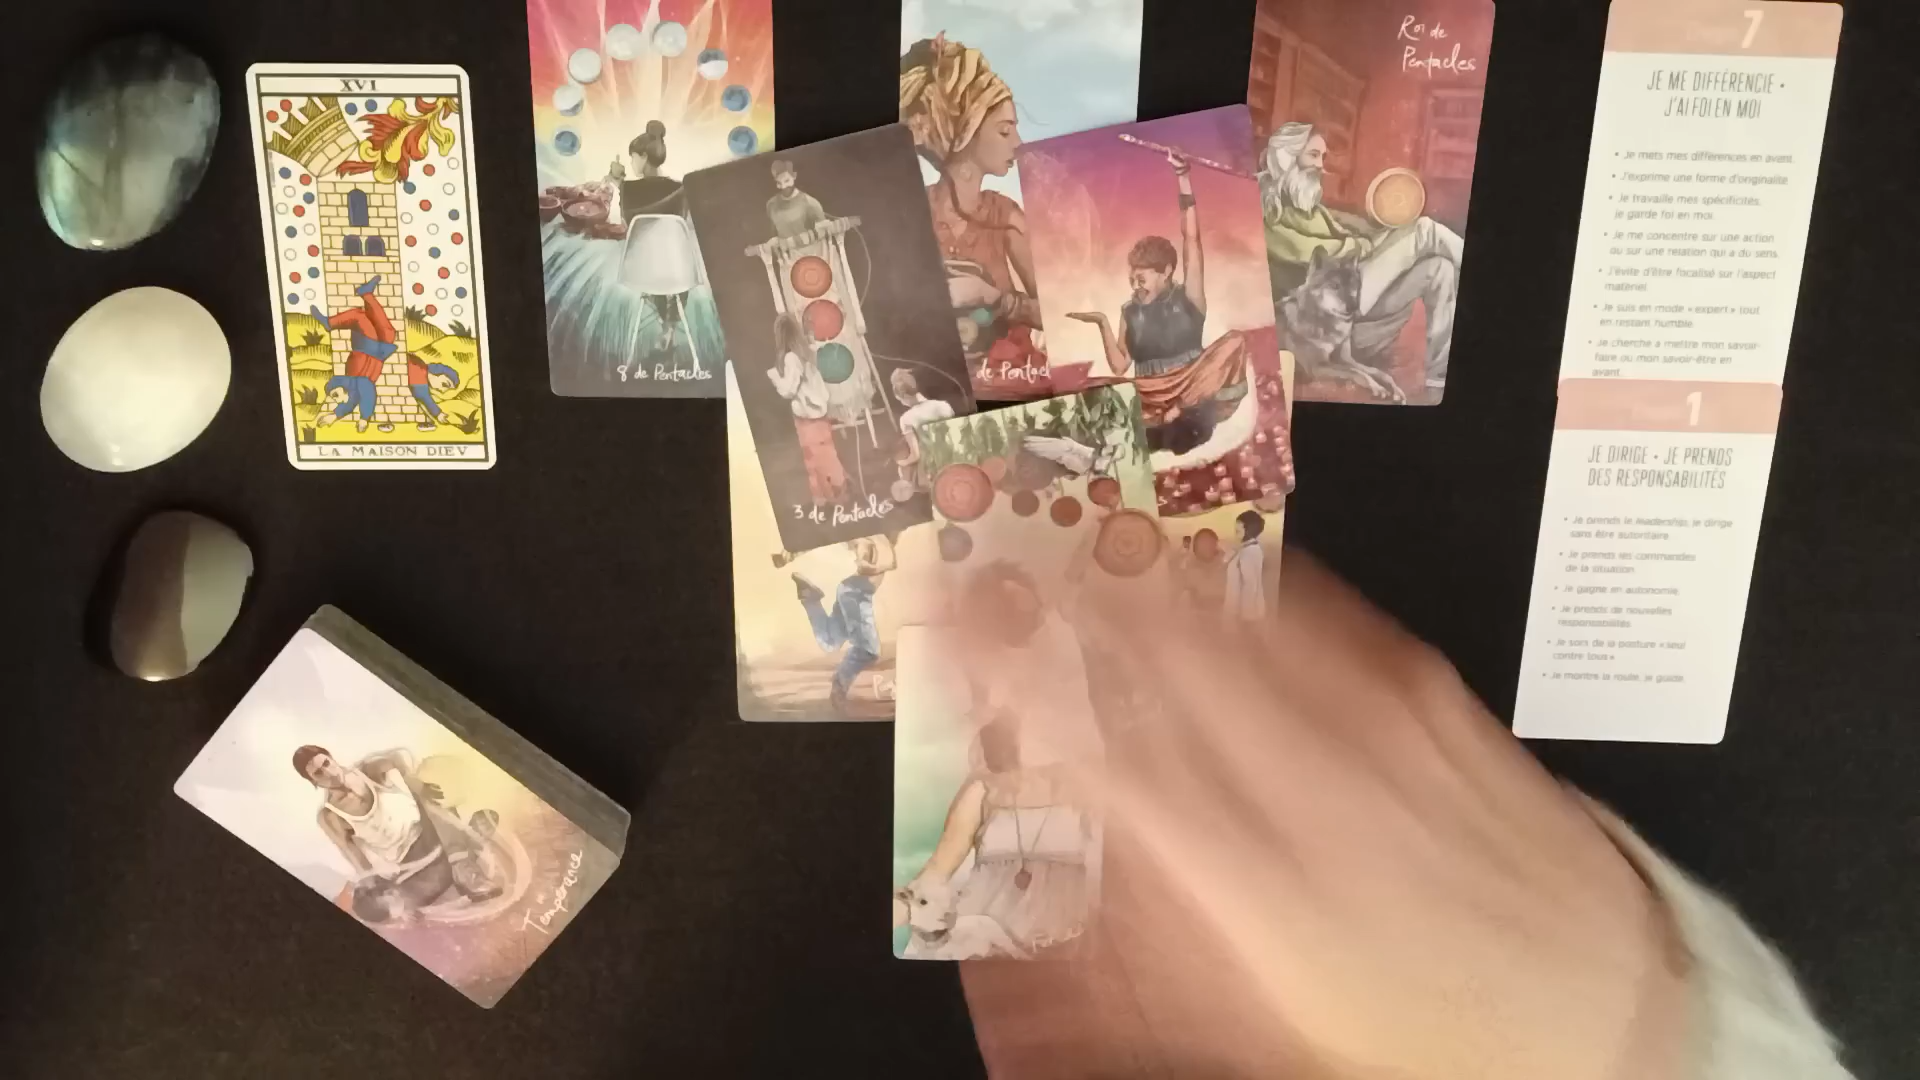 XVI
LA MAISON DIEV
8 de Pentacles
3 de Pentacles
de Pentacl
Roi de
Pentacles
Tempérance
7
JE ME DIFFÉRENCIE •
J'AI FOI EN MOI
• Je mets mes différences en avant.
• J'exprime une forme d'originalité.
• Je travaille mes spécificités,
je garde foi en moi.
• Je me concentre sur une action
ou sur une relation qui a du sens.
• J'évite d'être focalisé sur l'aspect
matériel.
• Je suis en mode « expert » tout
en restant humble.
• Je cherche à mettre mon savoir-
faire ou mon savoir-être en
avant.
1
JE DIRIGE • JE PRENDS
DES RESPONSABILITÉS
• Je prends le leadership, je dirige
sans être autoritaire.
• Je prends les commandes
de la situation.
• Je gagne en autonomie.
• Je prends de nouvelles
responsabilités.
• Je sors de la posture « seul
contre tous ».
• Je montre la route, je guide.